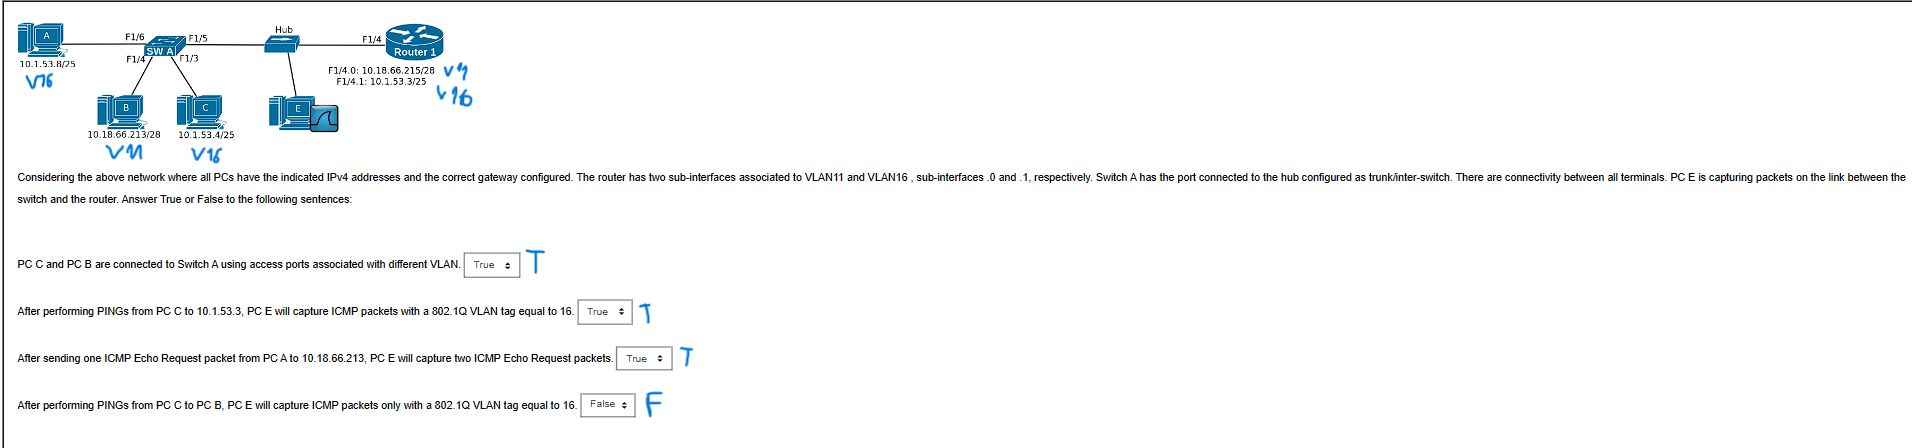 A
F1/6
F1/5
Hub
F1/4
SW A
Router 1
10.1.53.8/25
F1/4
F1/3
V16
F1/4.0: 10.18.66.215/28
F1/4.1: 10.1.53.3/25
V16
B
C
E
10.18.66.213/28
10.1.53.4/25
V11
V16
Considering the above network where all PCs have the indicated IPv4 addresses and the correct gateway configured. The router has two sub-interfaces associated to VLAN11 and VLAN16 , sub-interfaces .0 and .1, respectively. Switch A has the port connected to the hub configured as trunk/inter-switch. There are connectivity between all terminals. PC E is capturing packets on the link between the
switch and the router. Answer True or False to the following sentences:
PC C and PC B are connected to Switch A using access ports associated with different VLAN. True T
After performing PINGs from PC C to 10.1.53.3, PC E will capture ICMP packets with a 802.1Q VLAN tag equal to 16. True T
After sending one ICMP Echo Request packet from PC A to 10.18.66.213, PC E will capture two ICMP Echo Request packets. True T
After performing PINGs from PC C to PC B, PC E will capture ICMP packets only with a 802.1Q VLAN tag equal to 16. False F